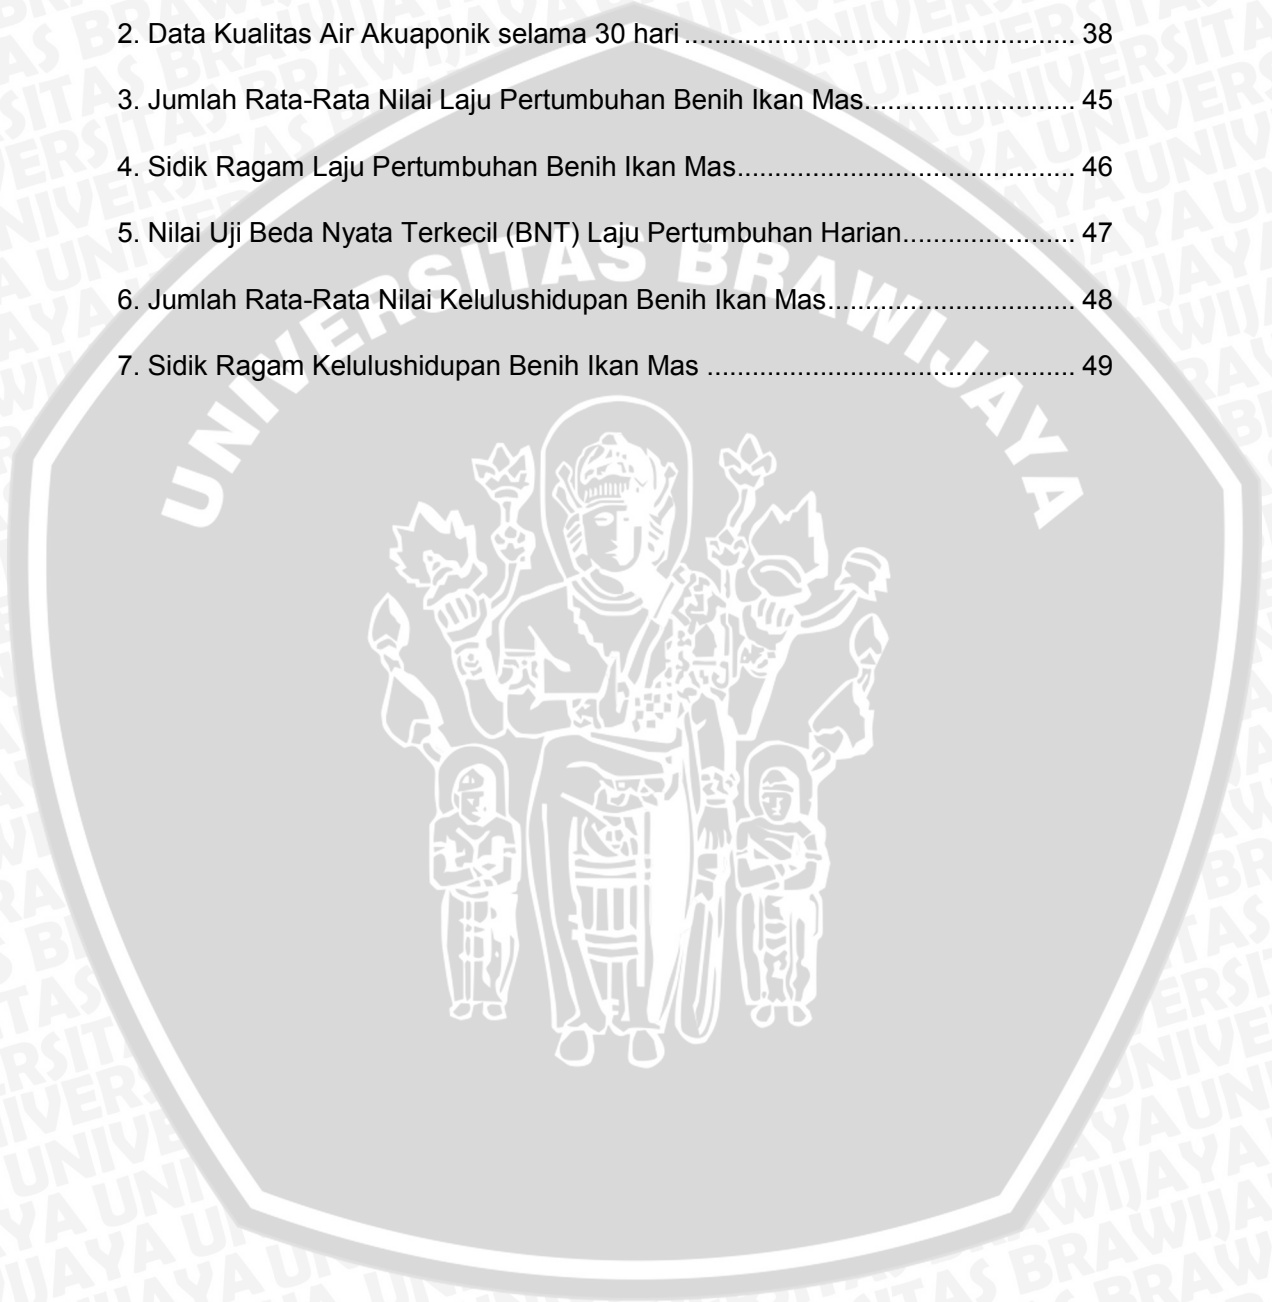 2. Data Kualitas Air Akuaponik selama 30 hari .................................................... 38
3. Jumlah Rata-Rata Nilai Laju Pertumbuhan Benih Ikan Mas............................ 45
4. Sidik Ragam Laju Pertumbuhan Benih Ikan Mas............................................. 46
5. Nilai Uji Beda Nyata Terkecil (BNT) Laju Pertumbuhan Harian....................... 47
6. Jumlah Rata-Rata Nilai Kelulushidupan Benih Ikan Mas................................. 48
7. Sidik Ragam Kelulushidupan Benih Ikan Mas ................................................. 49
UNIVERSITAS BRAWIJAYA